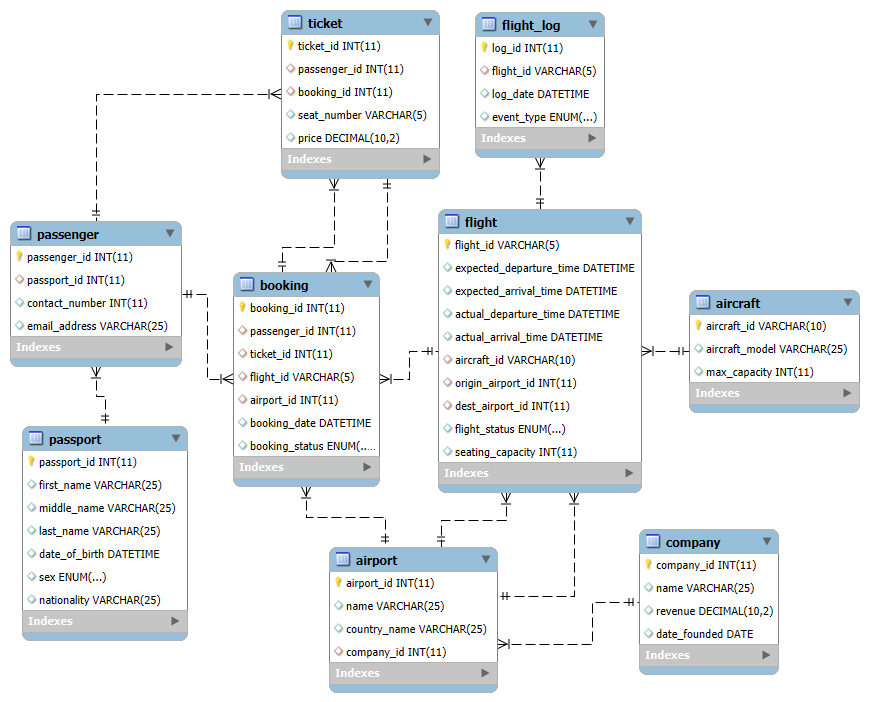 ticket
ticket_id INT(11)
passenger_id INT(11)
booking_id INT(11)
seat_number VARCHAR(5)
price DECIMAL(10,2)
Indexes
flight_log
log_id INT(11)
flight_id VARCHAR(5)
log_date DATETIME
event_type ENUM(...)
Indexes
passenger
passenger_id INT(11)
passport_id INT(11)
contact_number INT(11)
email_address VARCHAR(25)
Indexes
flight
flight_id VARCHAR(5)
expected_departure_time DATETIME
expected_arrival_time DATETIME
actual_departure_time DATETIME
actual_arrival_time DATETIME
aircraft_id VARCHAR(10)
origin_airport_id INT(11)
dest_airport_id INT(11)
flight_status ENUM(...)
seating_capacity INT(11)
Indexes
booking
booking_id INT(11)
passenger_id INT(11)
ticket_id INT(11)
flight_id VARCHAR(5)
airport_id INT(11)
booking_date DATETIME
booking_status ENUM(.....
Indexes
aircraft
aircraft_id VARCHAR(10)
aircraft_model VARCHAR(25)
max_capacity INT(11)
Indexes
passport
passport_id INT(11)
first_name VARCHAR(25)
middle_name VARCHAR(25)
last_name VARCHAR(25)
date_of_birth DATETIME
sex ENUM(...)
nationality VARCHAR(25)
Indexes
airport
airport_id INT(11)
name VARCHAR(25)
country_name VARCHAR(25)
company_id INT(11)
Indexes
company
company_id INT(11)
name VARCHAR(25)
revenue DECIMAL(10,2)
date_founded DATE
Indexes